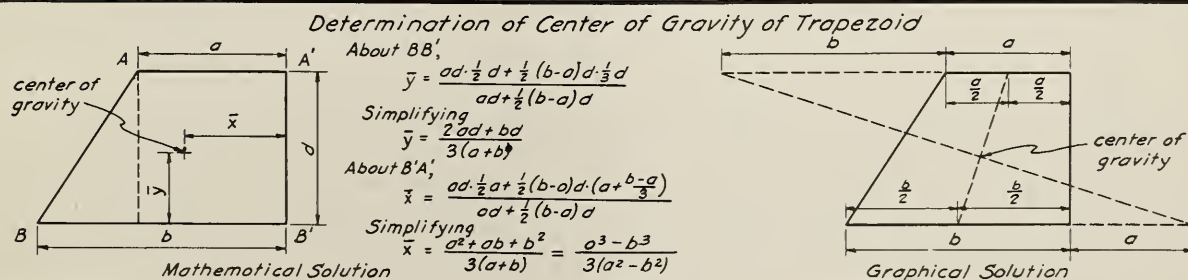 Determination of Center of Gravity of Trapezoid
a
A
A'
center of
gravity
x̄
ȳ
d
B
b
B'
Mathematical Solution
About BB',
ȳ = (ad·½d + ½(b-a)d·⅓d) / (ad + ½(b-a)d)
Simplifying
ȳ = (2ad + bd) / (3(a+b))
About B'A',
x̄ = (ad·½a + ½(b-a)d·(a + (b-a)/3)) / (ad + ½(b-a)d)
Simplifying
x̄ = (a² + ab + b²) / (3(a+b)) = (a³ - b³) / (3(a² - b²))
b
a
a/2
a/2
center of
gravity
b/2
b/2
b
a
Graphical Solution